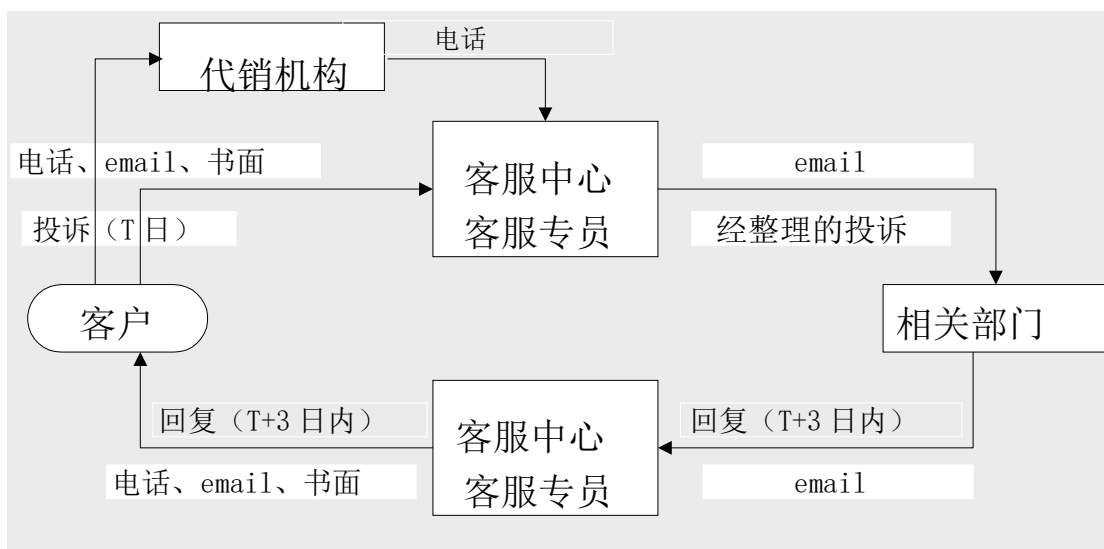 代销机构
电话
电话、email、书面
投诉（T 日）
客服中心
客服专员
email
经整理的投诉
客户
相关部门
回复（T+3 日内）
电话、email、书面
客服中心
客服专员
回复（T+3 日内）
email